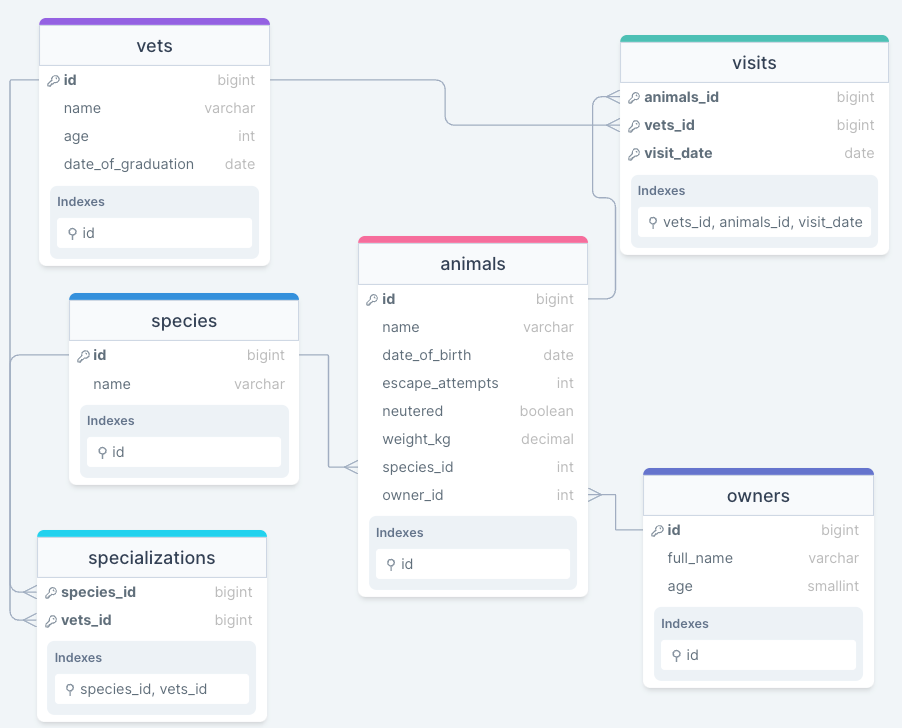 vets
id bigint
name varchar
age int
date_of_graduation date
Indexes
id
species
id bigint
name varchar
Indexes
id
specializations
species_id bigint
vets_id bigint
Indexes
species_id, vets_id
animals
id bigint
name varchar
date_of_birth date
escape_attempts int
neutered boolean
weight_kg decimal
species_id int
owner_id int
Indexes
id
visits
animals_id bigint
vets_id bigint
visit_date date
Indexes
vets_id, animals_id, visit_date
owners
id bigint
full_name varchar
age smallint
Indexes
id